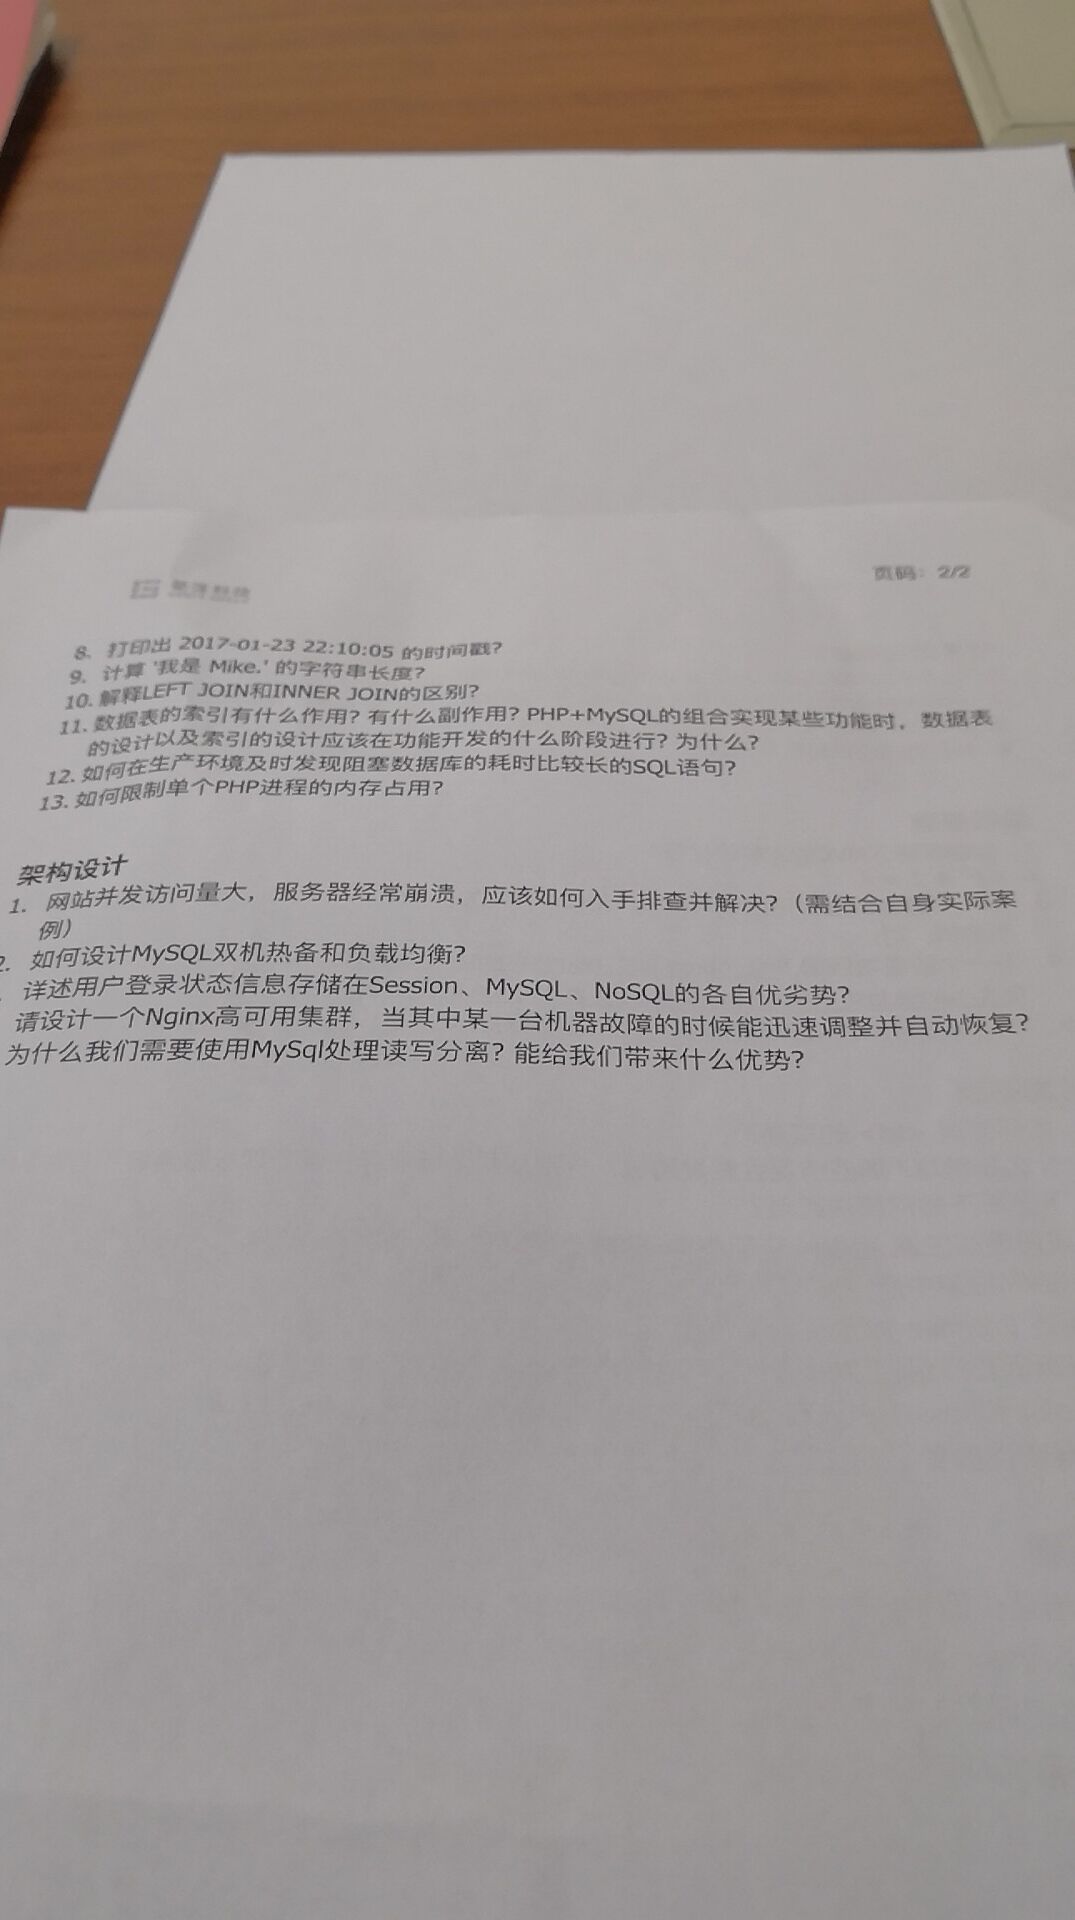 页码：2/2
8. 打印出 2017-01-23 22:10:05 的时间戳？
9. 计算 '我是 Mike.' 的字符串长度？
10. 解释LEFT JOIN和INNER JOIN的区别？
11. 数据表的索引有什么作用？有什么副作用？PHP+MySQL的组合实现某些功能时，数据表
的设计以及索引的设计应该在功能开发的什么阶段进行？为什么？
12. 如何在生产环境及时发现阻塞数据库的耗时比较长的SQL语句？
13. 如何限制单个PHP进程的内存占用？
架构设计
1. 网站并发访问量大，服务器经常崩溃，应该如何入手排查并解决？（需结合自身实际案
例）
2. 如何设计MySQL双机热备和负载均衡？
详述用户登录状态信息存储在Session、MySQL、NoSQL的各自优劣势？
请设计一个Nginx高可用集群，当其中某一台机器故障的时候能迅速调整并自动恢复？
为什么我们需要使用MySql处理读写分离？能给我们带来什么优势？